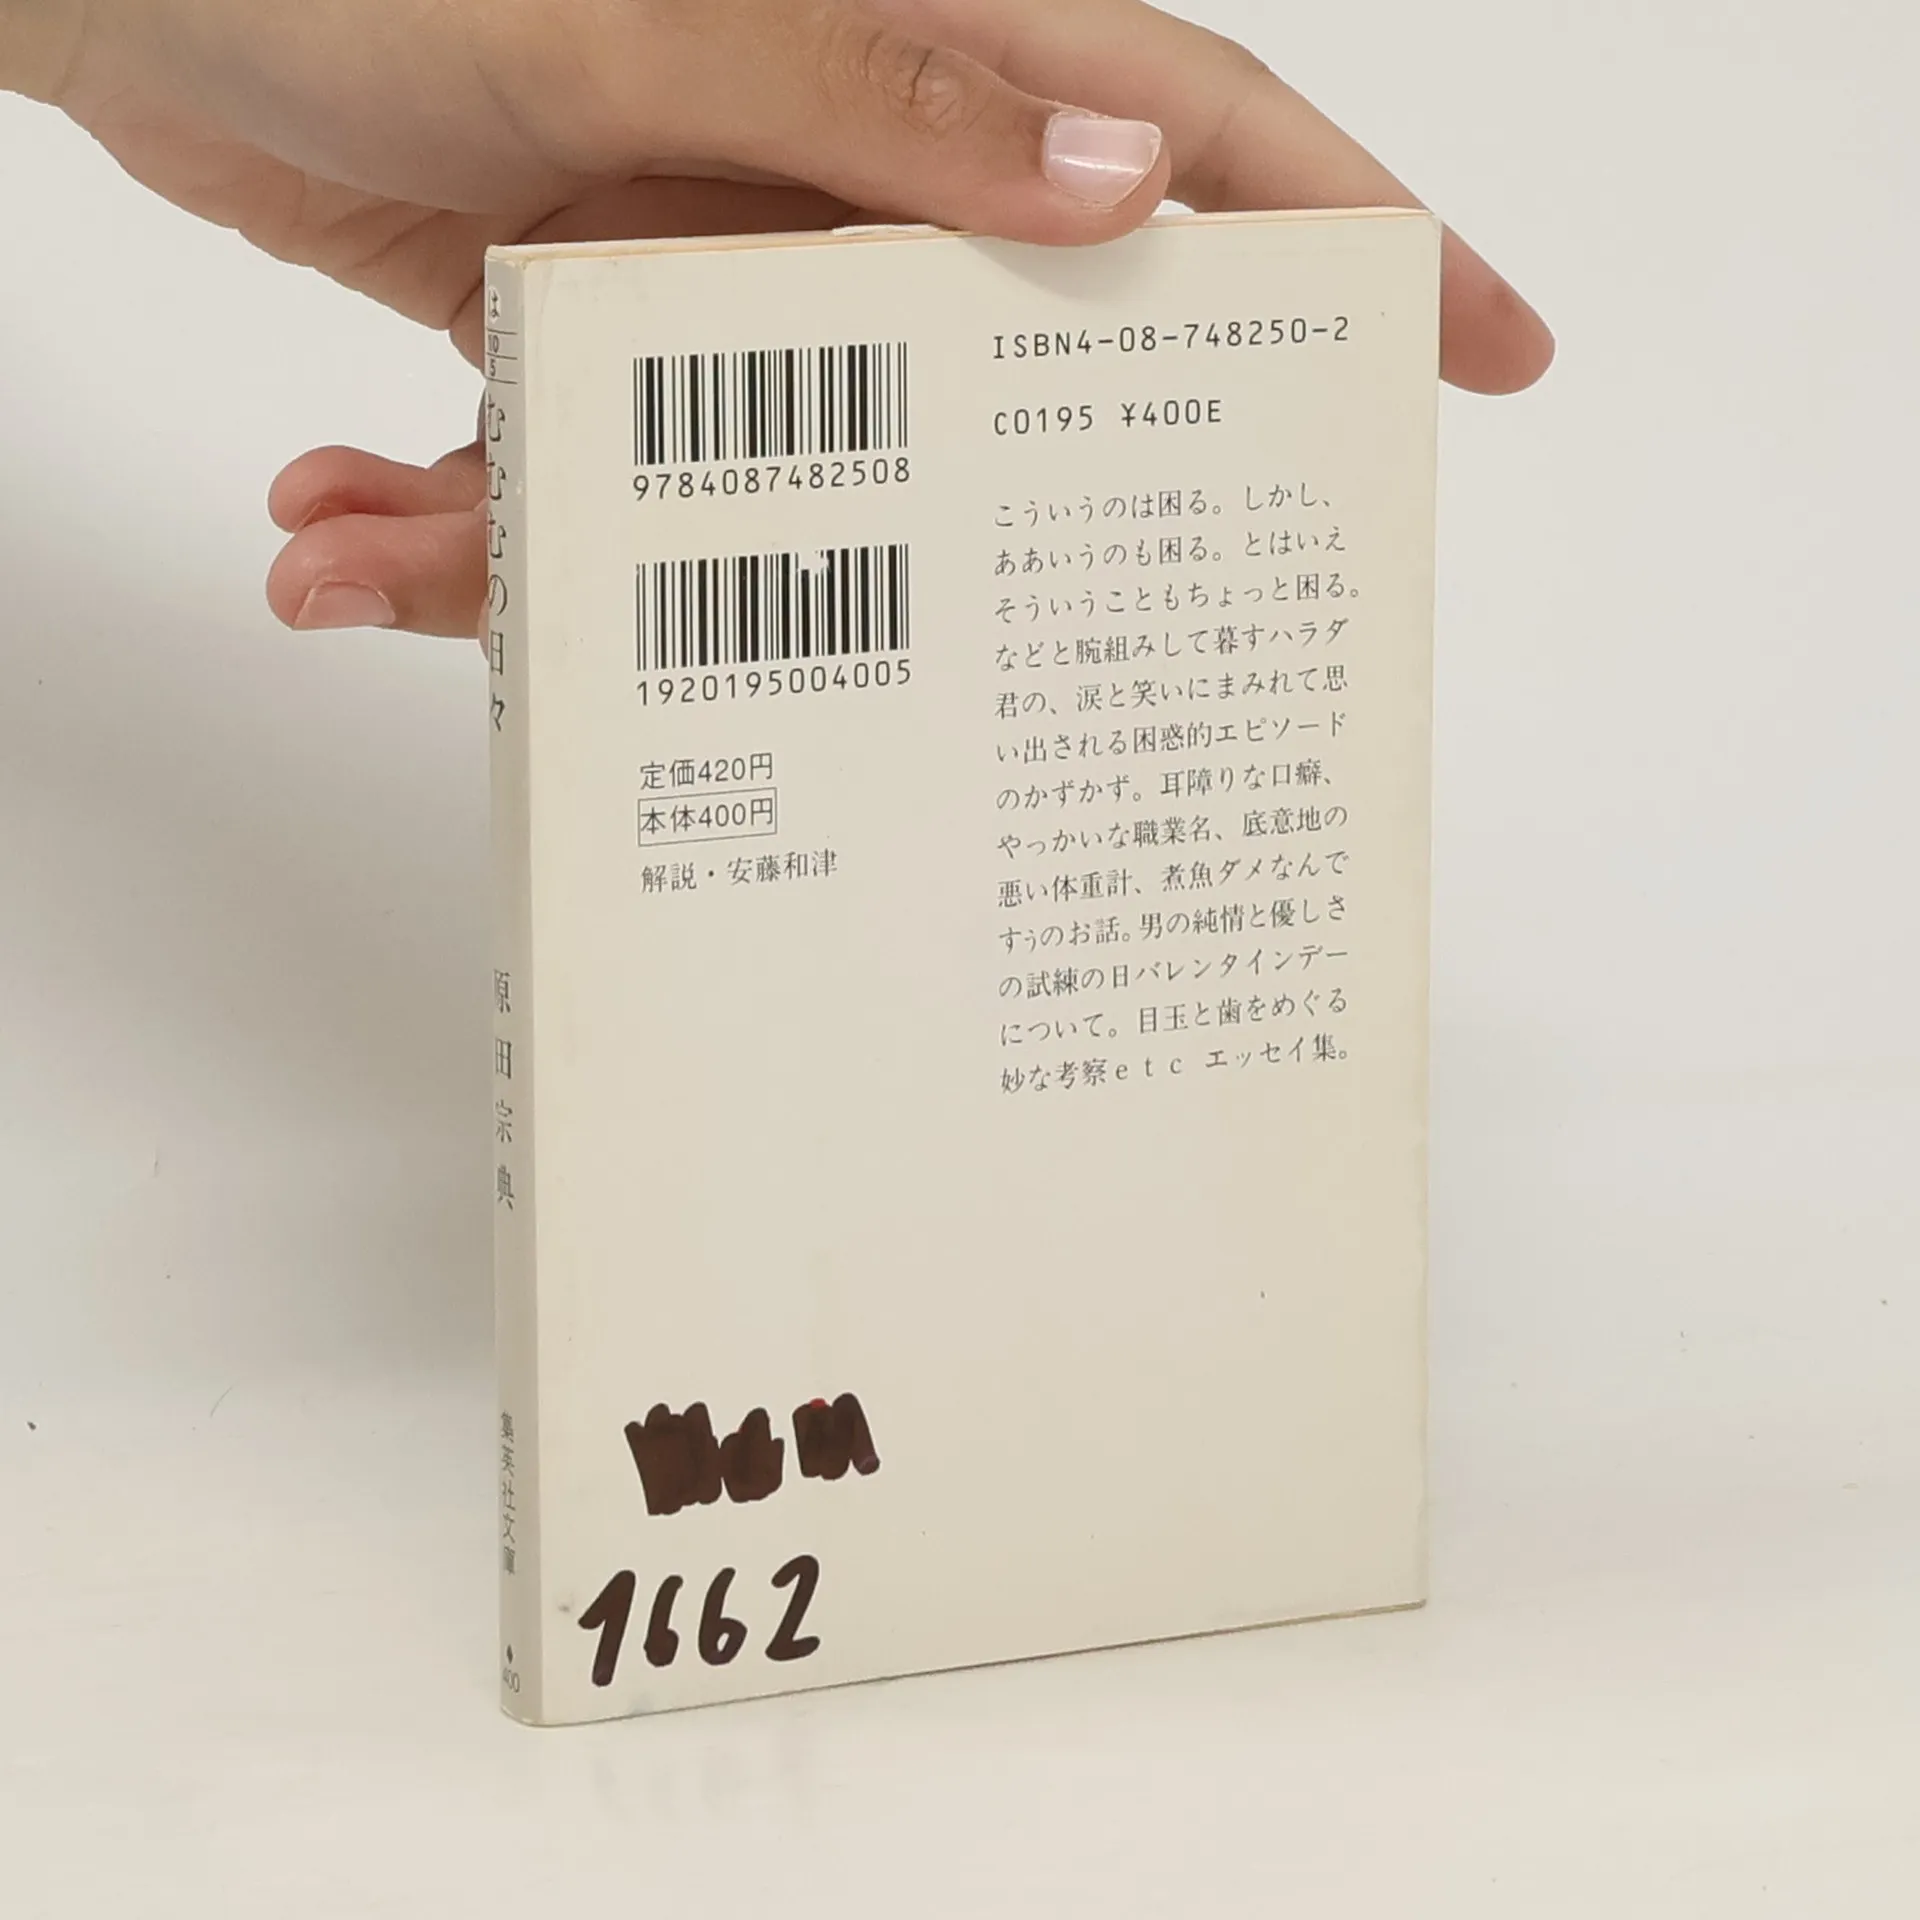 は
10
5
むむむの日々
原田宗典
集英社文庫
400
9784087482508
1920195004005
定価420円
本体400円
解説・安藤和津
ISBN4-08-748250-2
C0195 ¥400E
こういうのは困る。しかし、
ああいうのも困る。とはいえ
そういうこともちょっと困る。
などと腕組みして暮すハラダ
君の、涙と笑いにまみれて思
い出される困惑的エピソード
のかずかず。耳障りな口癖、
やっかいな職業名、底意地の
悪い体重計、煮魚ダメなんで
すぅのお話。男の純情と優しさ
の試練の日バレンタインデー
について。目玉と歯をめぐる
妙な考察etc エッセイ集。
1662